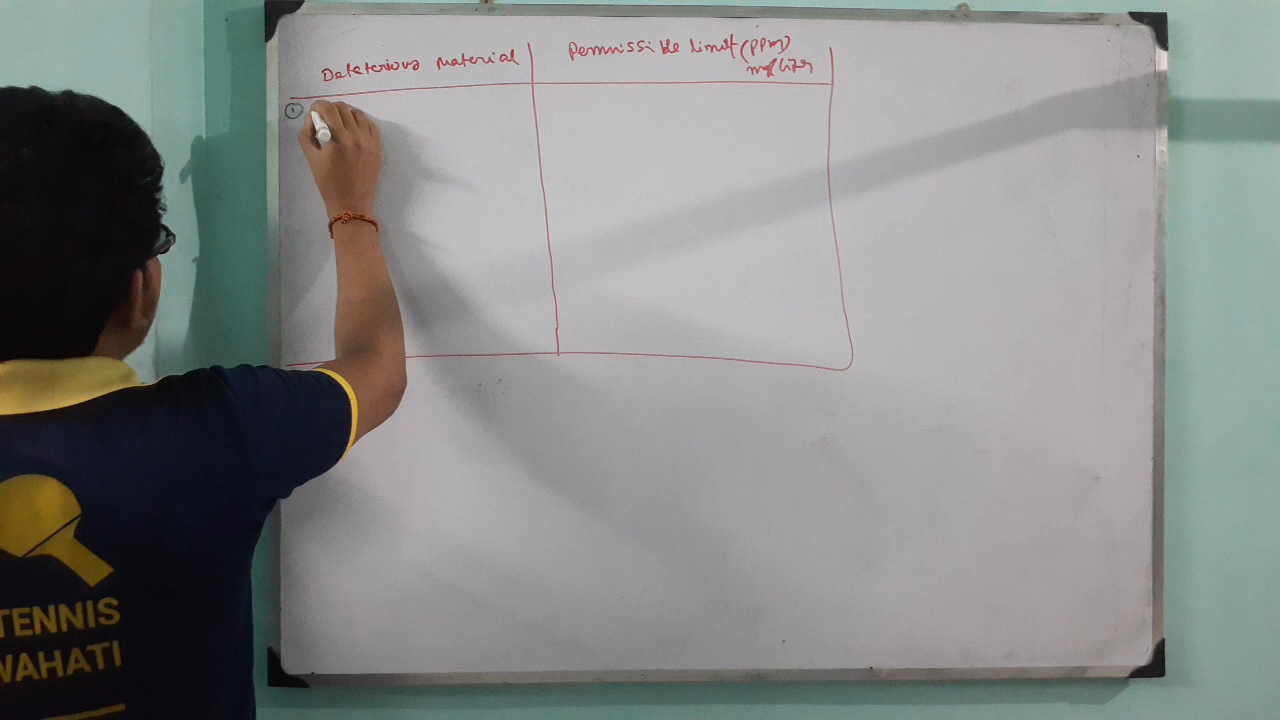 Deleterious Material
Permissible limit (PPM)
mg/liter
1
TENNIS
WAHATI